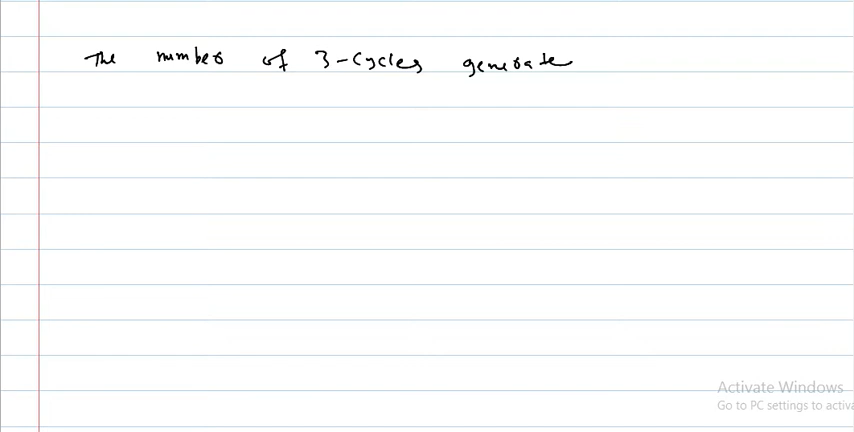 The number of 3-cycles generate
Activate Windows
Go to PC settings to activa